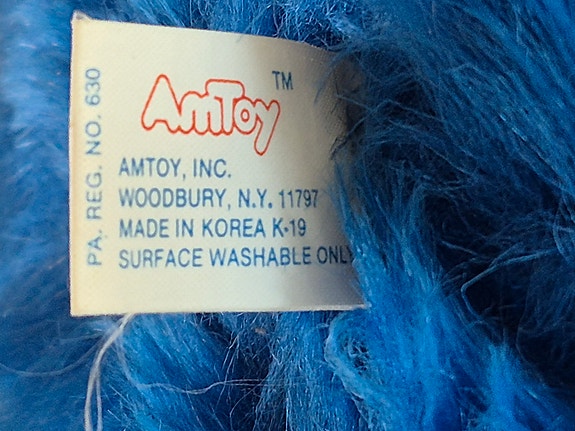 PA. REG. NO. 630
AmToy TM
AMTOY, INC.
WOODBURY, N.Y. 11797
MADE IN KOREA K-19
SURFACE WASHABLE ONLY